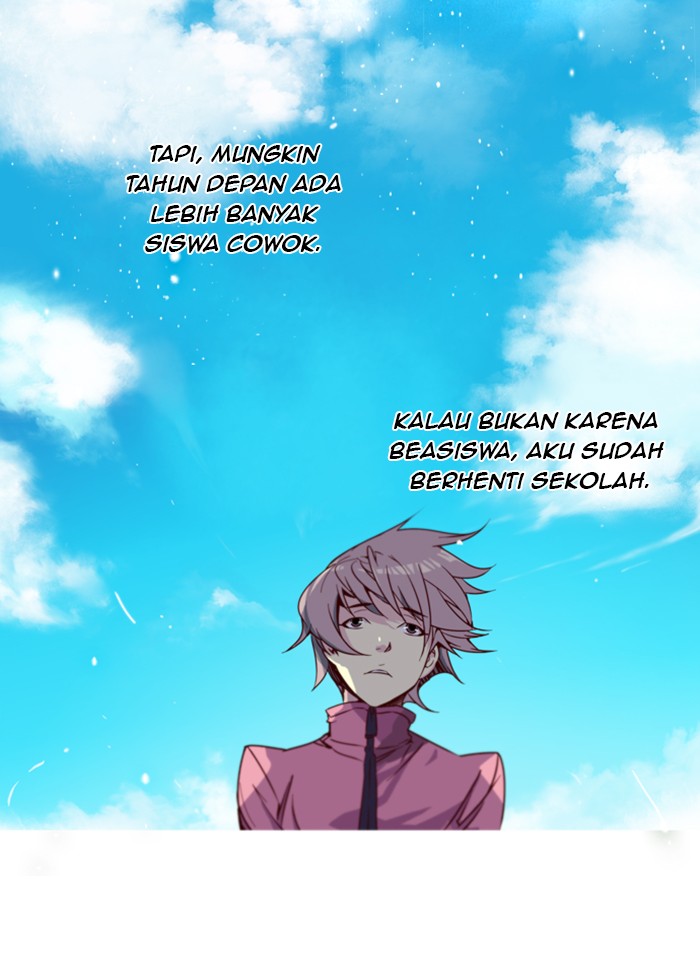 TAPI, MUNGKIN
TAHUN DEPAN ADA
LEBIH BANYAK
SISWA COWOK.
KALAU BUKAN KARENA
BEASISWA, AKU SUDAH
BERHENTI SEKOLAH.